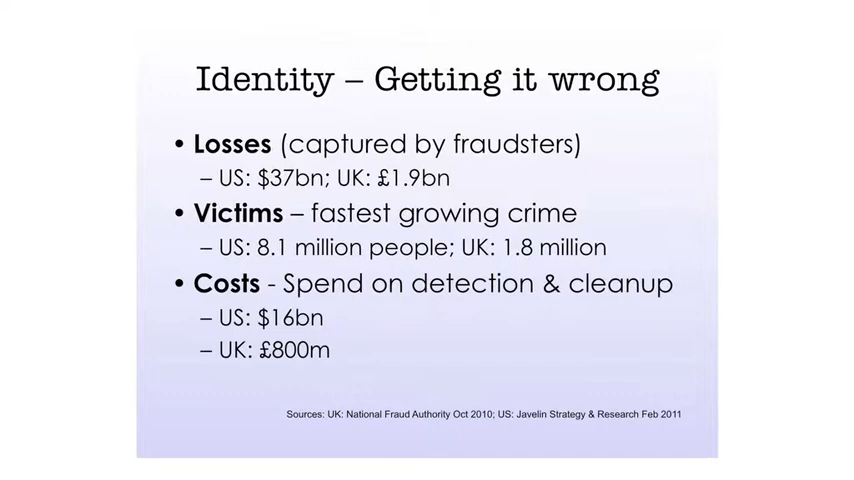 Identity – Getting it wrong
• Losses (captured by fraudsters)
– US: $37bn; UK: £1.9bn
• Victims – fastest growing crime
– US: 8.1 million people; UK: 1.8 million
• Costs - Spend on detection & cleanup
– US: $16bn
– UK: £800m
Sources: UK: National Fraud Authority Oct 2010; US: Javelin Strategy & Research Feb 2011